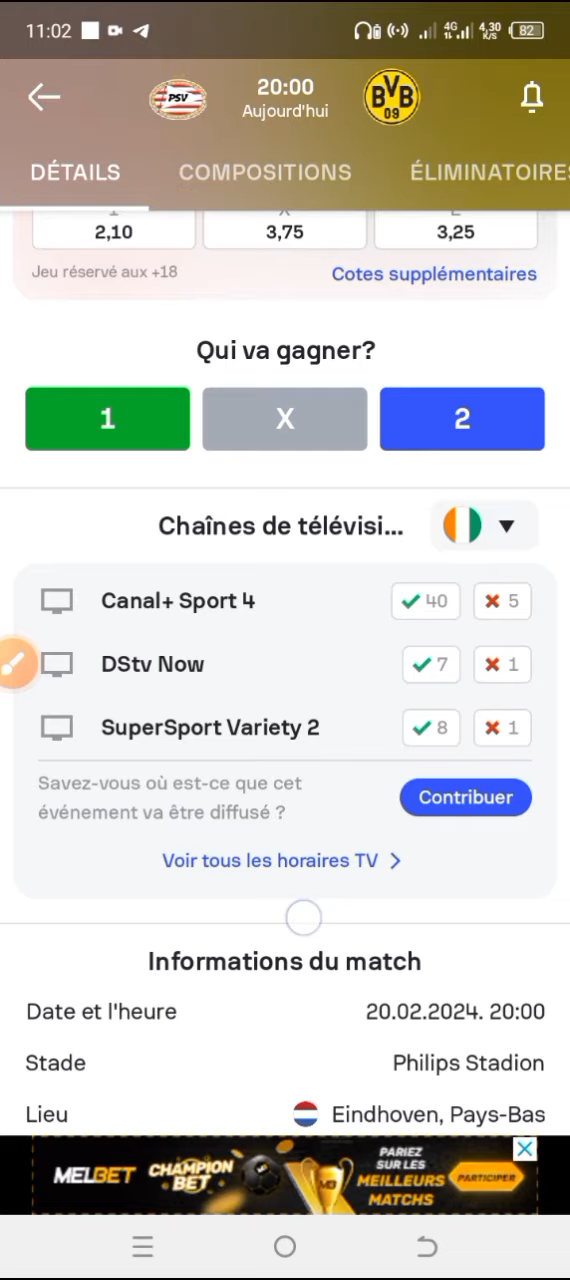 11:02
4G
4,30
K/S
82
PSV
20:00
Aujourd'hui
BVB
09
DÉTAILS
COMPOSITIONS
ÉLIMINATOIRES
2,10
3,75
3,25
Jeu réservé aux +18
Cotes supplémentaires
Qui va gagner?
1
X
2
Chaînes de télévisi...
Canal+ Sport 4
40
5
DStv Now
7
1
SuperSport Variety 2
8
1
Savez-vous où est-ce que cet
événement va être diffusé ?
Contribuer
Voir tous les horaires TV
Informations du match
Date et l'heure
20.02.2024. 20:00
Stade
Philips Stadion
Lieu
Eindhoven, Pays-Bas
MELBET
CHAMPION
BET
PARIEZ
SUR LES
MEILLEURS
MATCHS
PARTICIPER